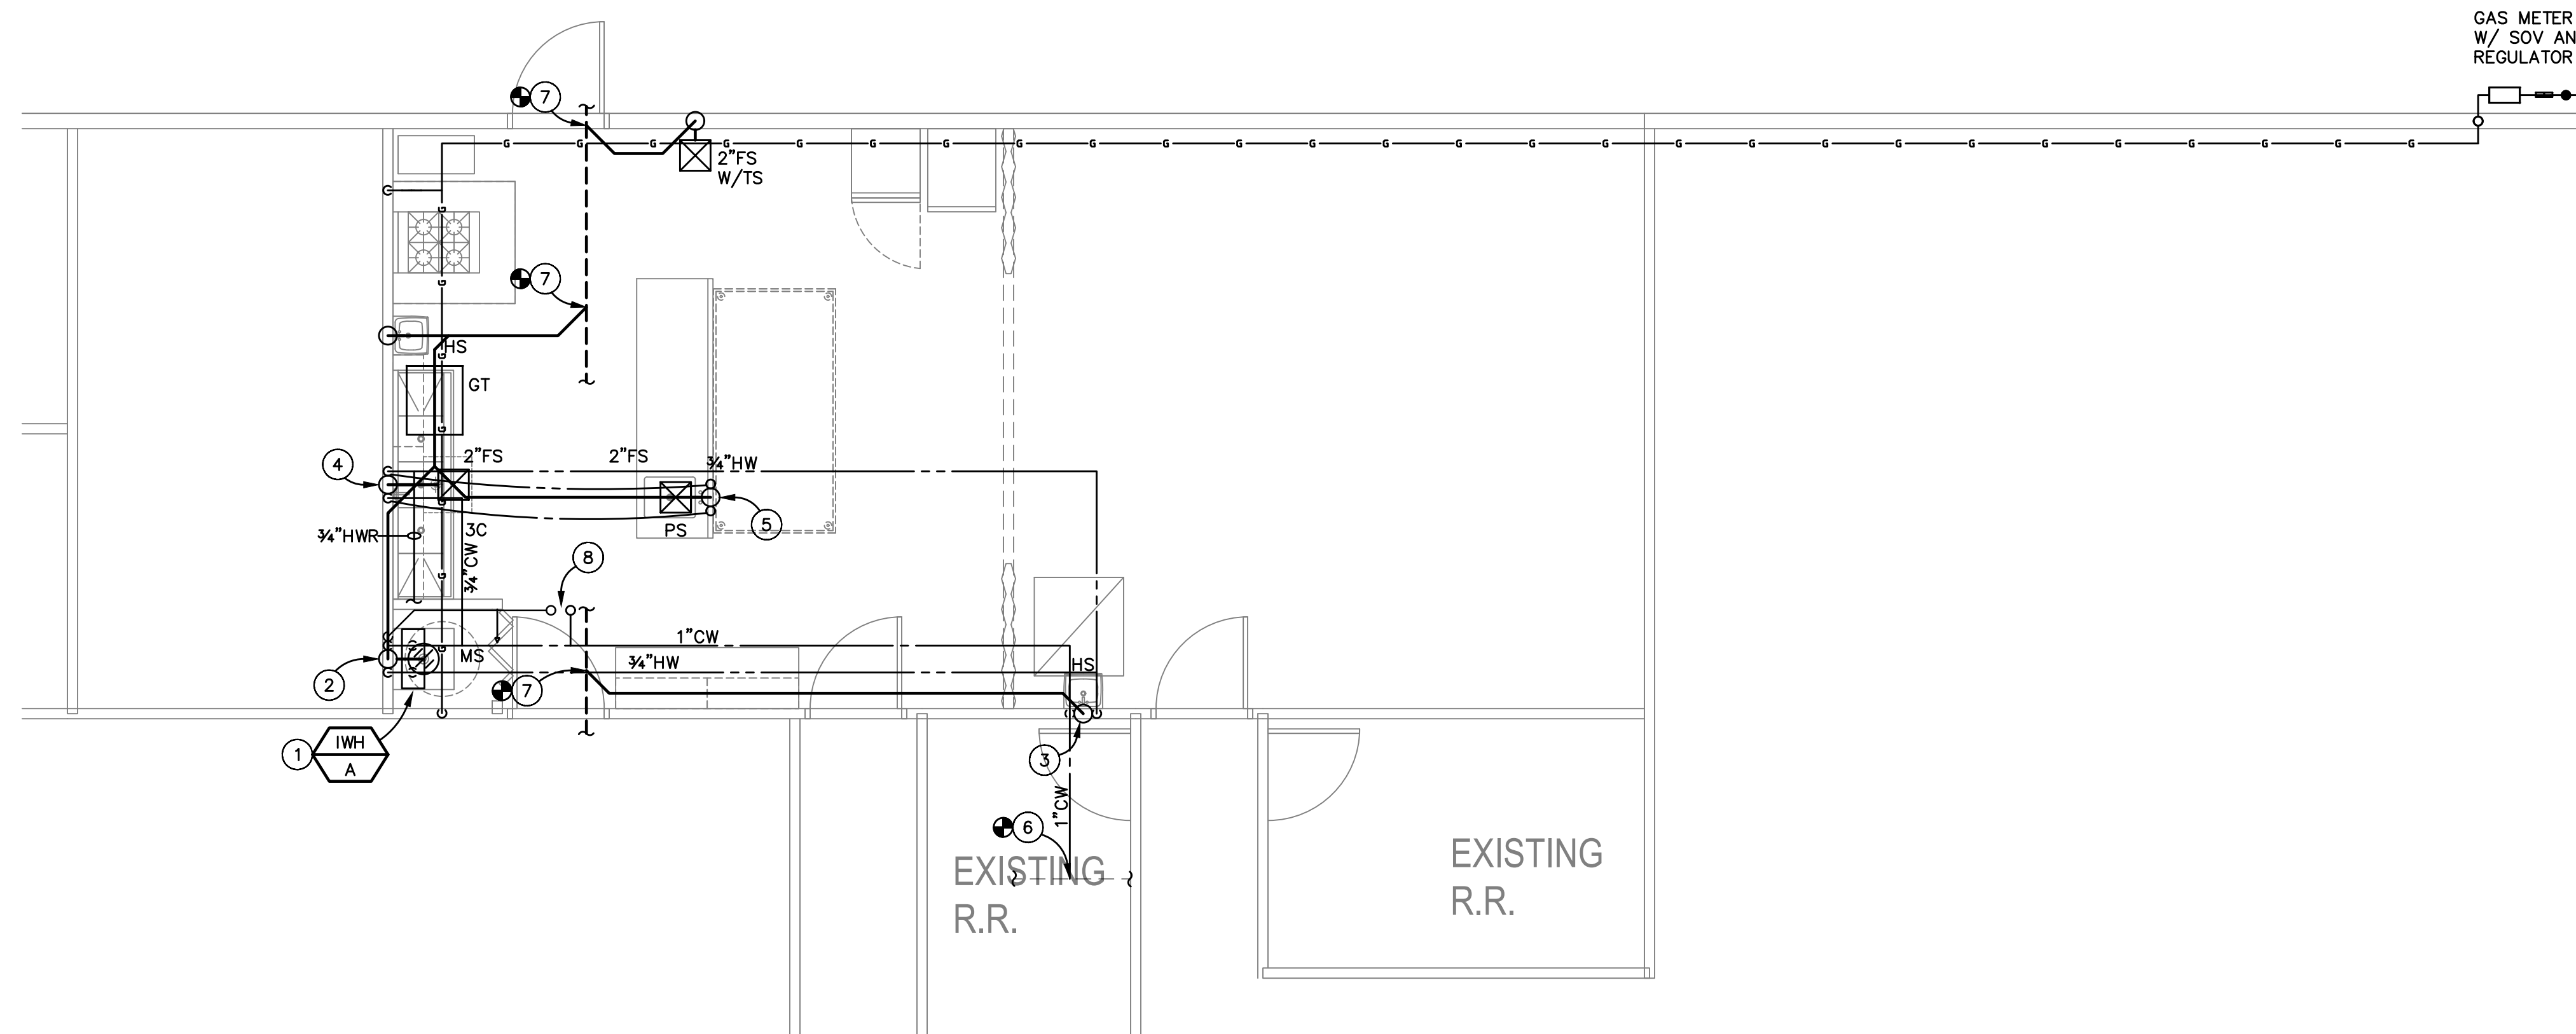 GAS METER
W/ SOV AN
REGULATOR
7
G G G G G G G G G G G G G G G G G G G G G G G G G G G
2"FS
W/TS
G
7
G
HS
G
GT
G
4
2"FS
2"FS
¾"HW
G
5
¾"HWR
3C
PS
¾"CW
8
G
1"CW
MS
G
¾"HW
HS
2
7
IWH
1
A
3
1"CW
6
EXISTING
R.R.
EXISTING
R.R.